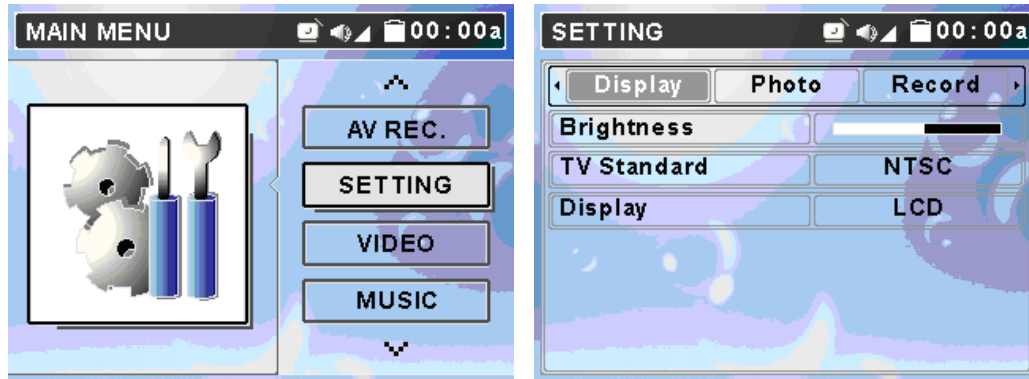 MAIN MENU 00:00a
AV REC.
SETTING
VIDEO
MUSIC
SETTING 00:00a
Display Photo Record
Brightness
TV Standard NTSC
Display LCD